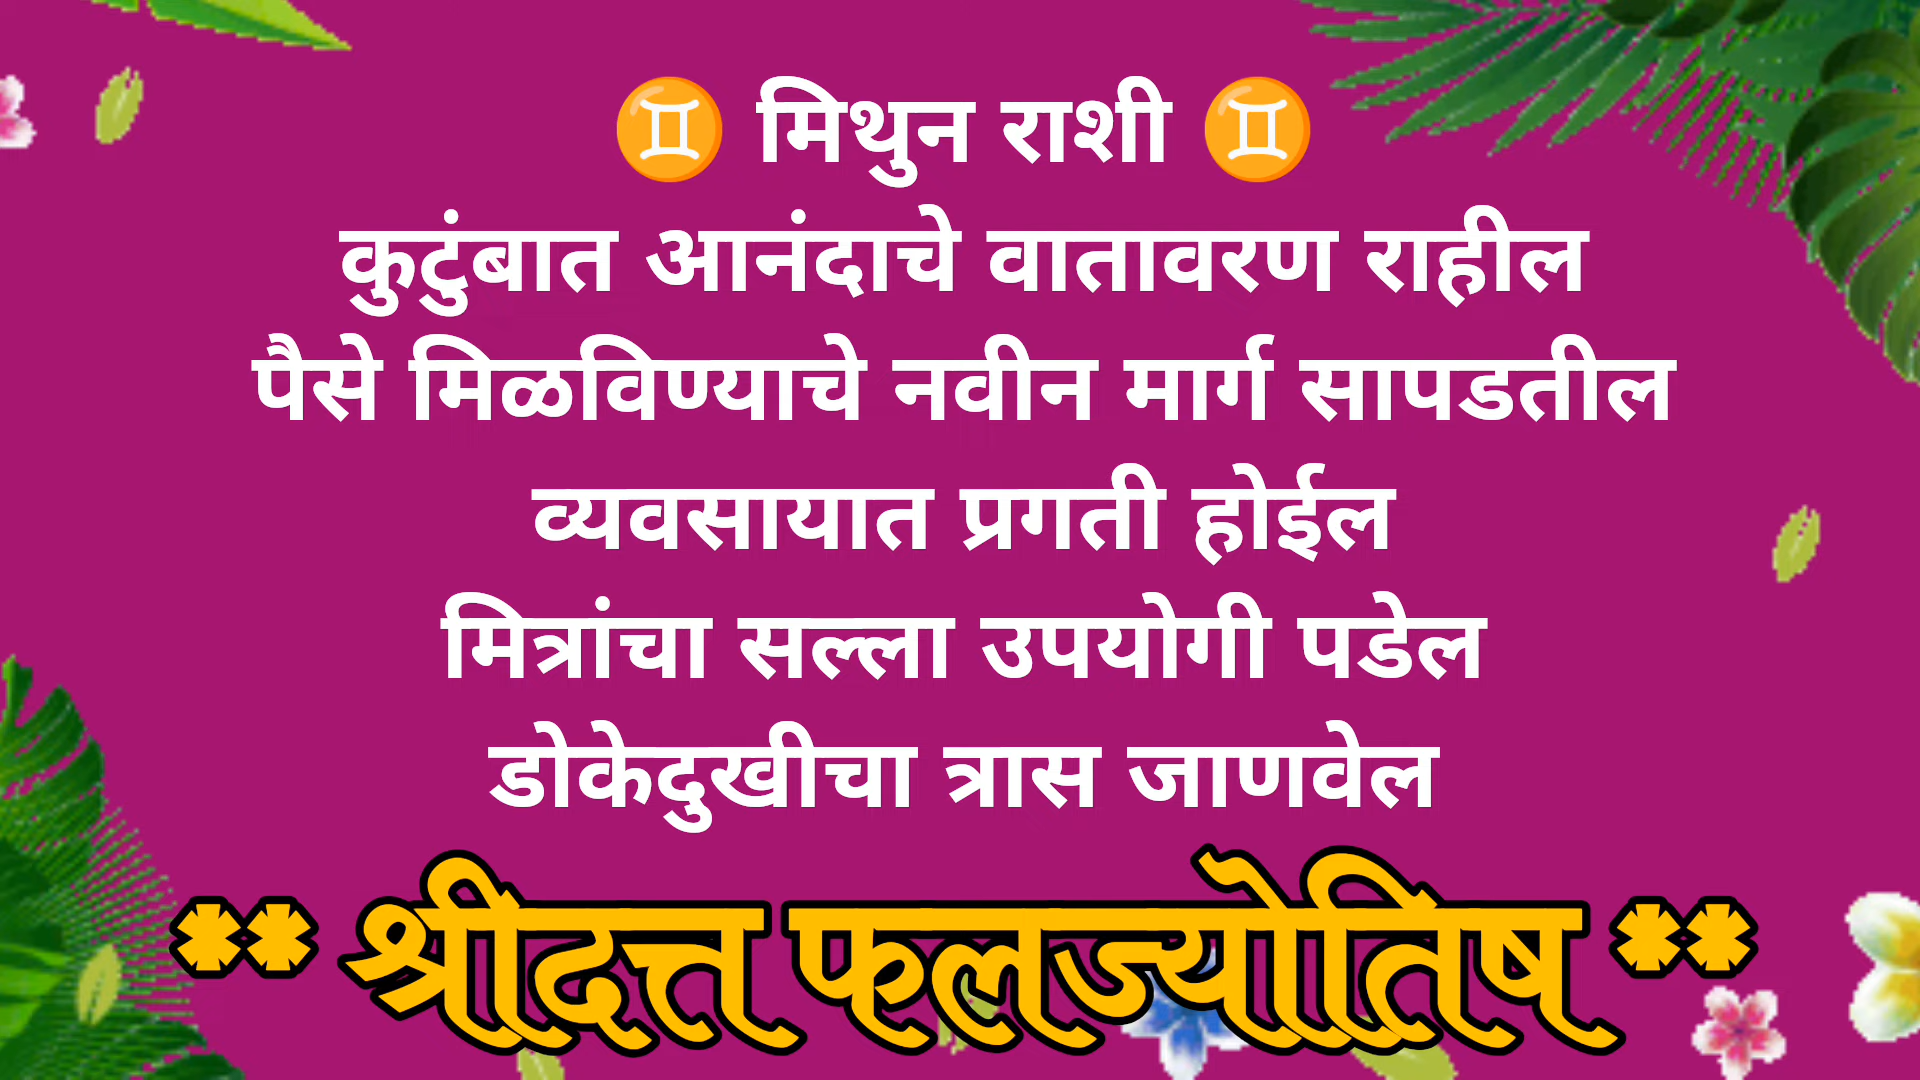 ♊ मिथुन राशी ♊
कुटुंबात आनंदाचे वातावरण राहील
पैसे मिळविण्याचे नवीन मार्ग सापडतील
व्यवसायात प्रगती होईल
मित्रांचा सल्ला उपयोगी पडेल
डोकेदुखीचा त्रास जाणवेल
** श्रीदत्त फलज्योतिष **